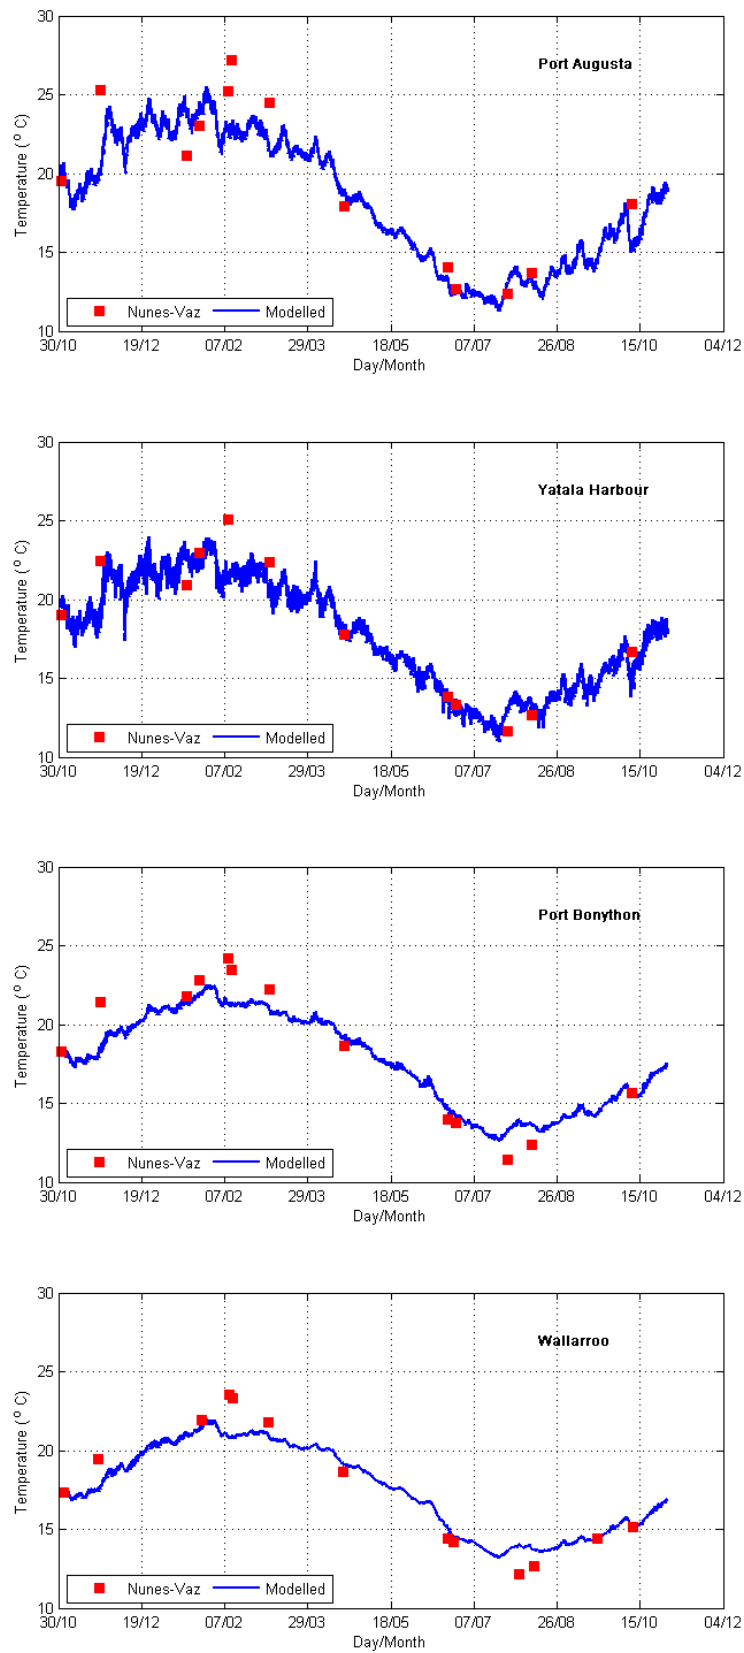 30
Port Augusta
25
20
15
10
Temperature (° C)
Nunes-Vaz Modelled
30/10 19/12 07/02 29/03 18/05 07/07 26/08 15/10 04/12
Day/Month
30
Yatala Harbour
25
20
15
10
Temperature (° C)
Nunes-Vaz Modelled
30/10 19/12 07/02 29/03 18/05 07/07 26/08 15/10 04/12
Day/Month
30
Port Bonython
25
20
15
10
Temperature (° C)
Nunes-Vaz Modelled
30/10 19/12 07/02 29/03 18/05 07/07 26/08 15/10 04/12
Day/Month
30
Wallarroo
25
20
15
10
Temperature (° C)
Nunes-Vaz Modelled
30/10 19/12 07/02 29/03 18/05 07/07 26/08 15/10 04/12
Day/Month